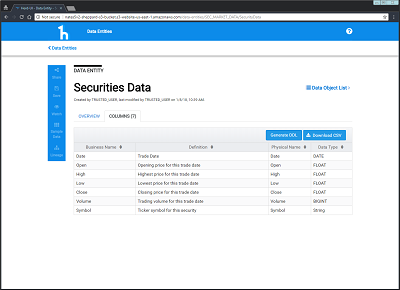 Data Entities
Data Entities
DATA ENTITY
Securities Data
Data Object List
Created by TRUSTED_USER, last modified by TRUSTED_USER on 1/5/18, 10:39 AM
OVERVIEW COLUMNS (7)
Generate DDL Download CSV
Business Name Definition Physical Name Data Type
Date Trade Date Date DATE
Open Opening price for this trade date Open FLOAT
High Highest price for this trade date High FLOAT
Low Lowest price for this trade date Low FLOAT
Close Closing price for this trade date Close FLOAT
Volume Trading volume for this trade date Volume BIGINT
Symbol Ticker symbol for this security Symbol String